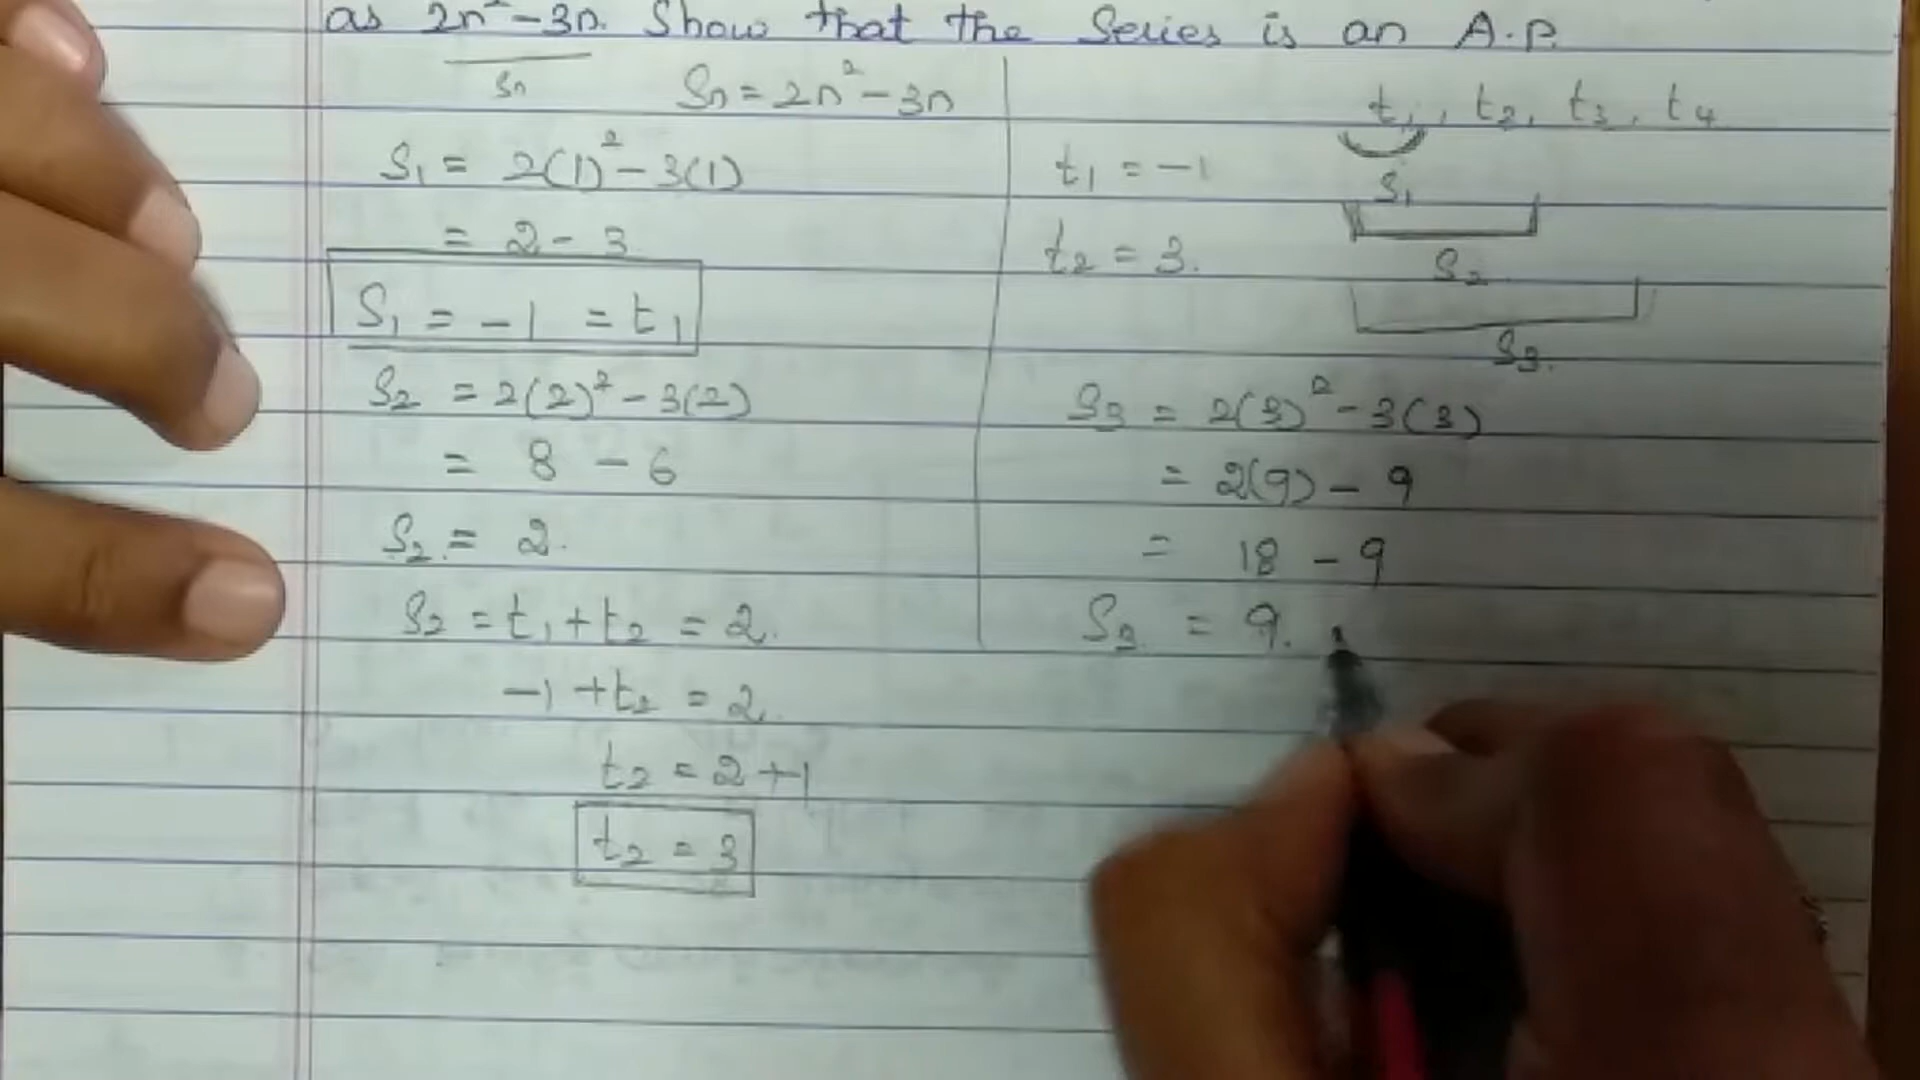 as 2n² - 3n. Show that the Series is an A.P.
Sn
Sn = 2n² - 3n
S₁ = 2(1)² - 3(1)
= 2 - 3
S₁ = -1 = t₁
S₂ = 2(2)² - 3(2)
= 8 - 6
S₂ = 2.
S₂ = t₁ + t₂ = 2.
-1 + t₂ = 2.
t₂ = 2 + 1
t₂ = 3
t₁, t₂, t₃, t₄
t₁ = -1
S₁
t₂ = 3.
S₂
S₃.
S₃ = 2(3)² - 3(3)
= 2(9) - 9
= 18 - 9
S₃ = 9.